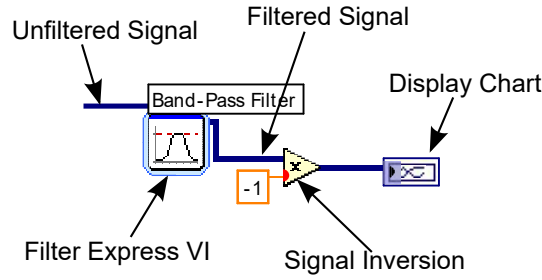 Filtered Signal
Unfiltered Signal
Display Chart
Band-Pass Filter
x
-1
Filter Express VI
Signal Inversion